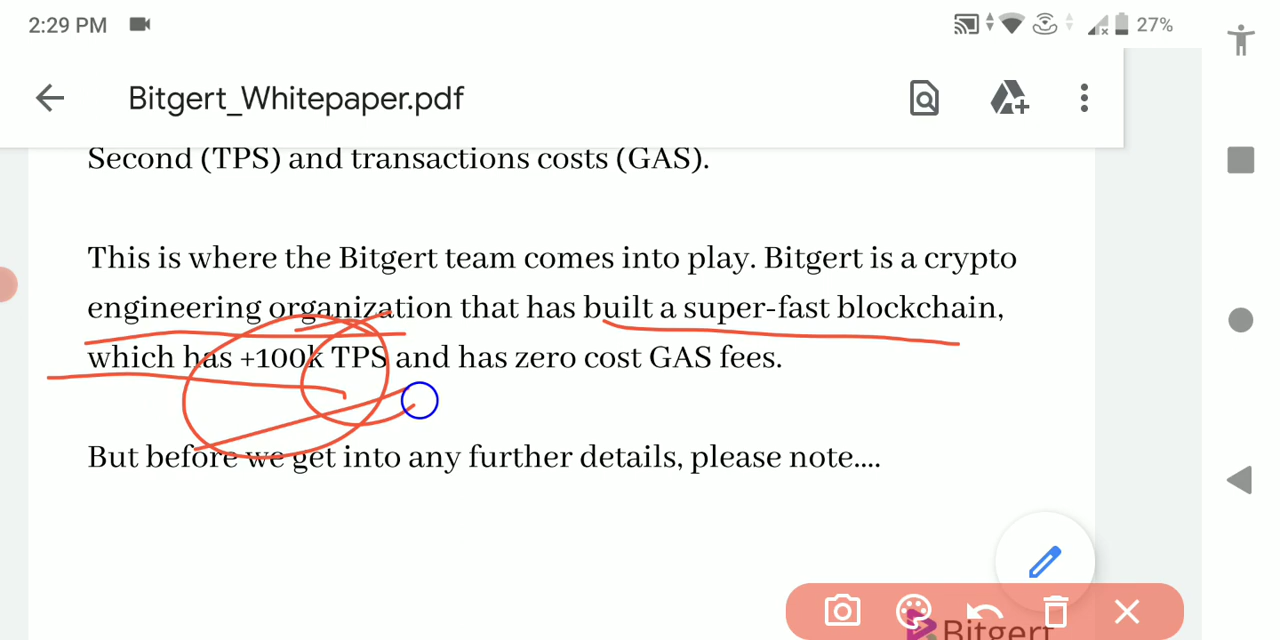 2:29 PM 27%
Bitgert_Whitepaper.pdf
Second (TPS) and transactions costs (GAS).
This is where the Bitgert team comes into play. Bitgert is a crypto
engineering organization that has built a super-fast blockchain,
which has +100k TPS and has zero cost GAS fees.
But before we get into any further details, please note....
Bitgert